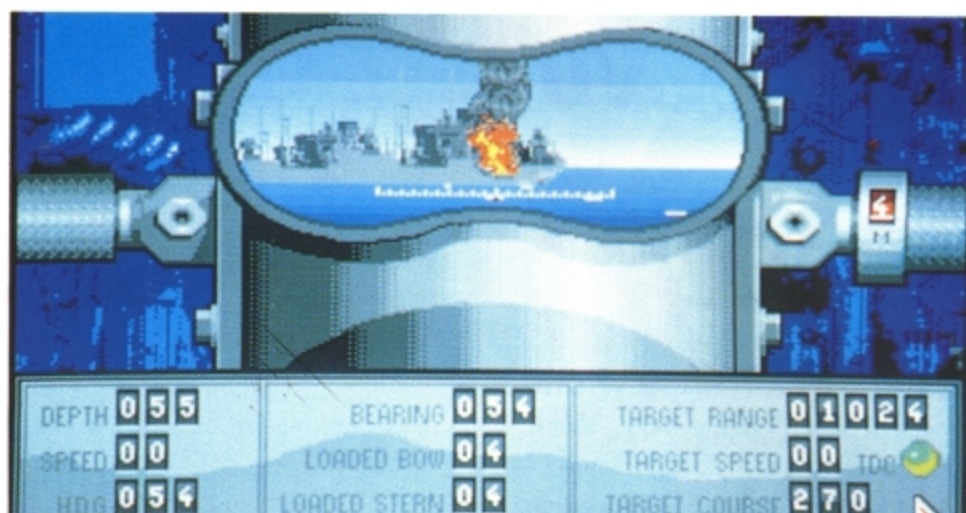 4
M
DEPTH 055 BEARING 054 TARGET RANGE 01024
SPEED 00 LOADED BOW 04 TARGET SPEED 00 TDC
HDG 054 LOADED STERN 04 TARGET COURSE 270